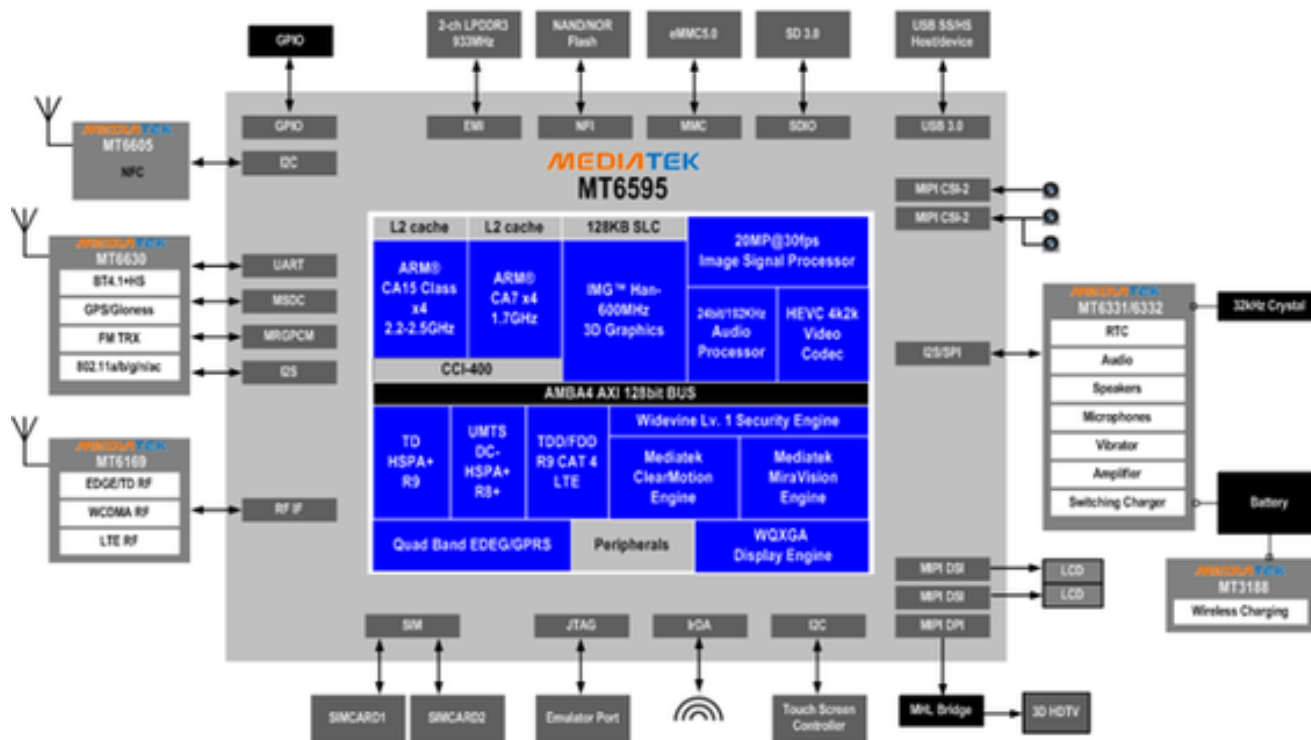 GPIO
2-ch LPDDR3
933MHz
NAND/NOR
Flash
eMMC5.0
SD 3.0
USB SS/HS
Host/device
GPIO
EMI
NFI
MMC
SDIO
USB 3.0
MEDIATEK
MT6605
NFC
I2C
MEDIATEK
MT6595
MIPI CSI-2
MIPI CSI-2
MEDIATEK
MT6630
BT4.1+HS
GPS/Gloness
FM TRX
802.11a/b/g/n/ac
UART
MSDC
MRGPCM
I2S
L2 cache
L2 cache
128KB SLC
20MP@30fps
Image Signal Processor
ARM®
CA15 Class
x4
2.2-2.5GHz
ARM®
CA7 x4
1.7GHz
IMG™ Han-
600MHz
3D Graphics
24bit/192KHz
Audio
Processor
HEVC 4k2k
Video
Codec
CCI-400
AMBA4 AXI 128bit BUS
TD
HSPA+
R9
UMTS
DC-
HSPA+
R8+
TDD/FDD
R9 CAT 4
LTE
Widevine Lv. 1 Security Engine
Mediatek
ClearMotion
Engine
Mediatek
MiraVision
Engine
Quad Band EDEG/GPRS
Peripherals
WQXGA
Display Engine
I2S/SPI
MEDIATEK
MT6331/6332
RTC
Audio
Speakers
Microphones
Vibrator
Amplifier
Switching Charger
32kHz Crystal
Battery
MEDIATEK
MT3188
Wireless Charging
MEDIATEK
MT6169
EDGE/TD RF
WCDMA RF
LTE RF
RF IF
MIPI DSI
LCD
MIPI DSI
LCD
MIPI DPI
SIM
JTAG
IrDA
I2C
SIMCARD1
SIMCARD2
Emulator Port
Touch Screen
Controller
MHL Bridge
3D HDTV